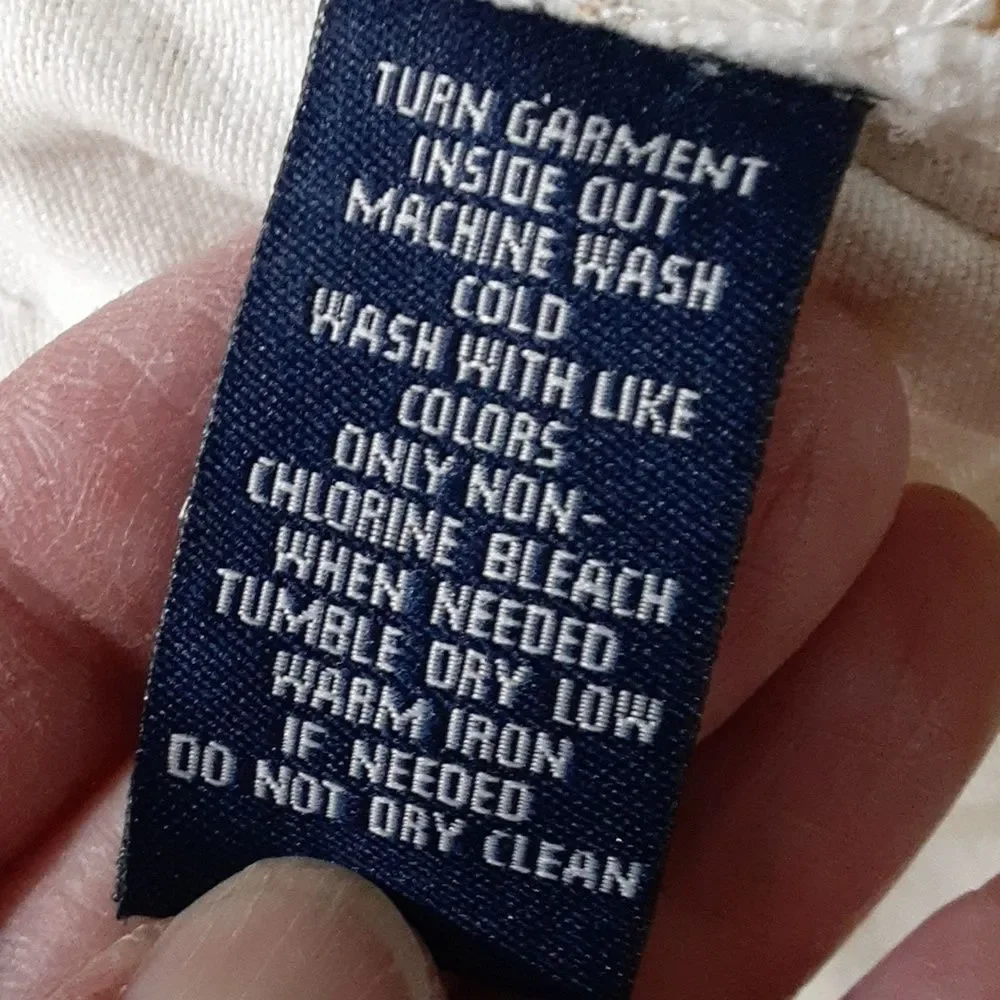 TURN GARMENT
INSIDE OUT
MACHINE WASH
COLD
WASH WITH LIKE
COLORS
ONLY NON-
CHLORINE BLEACH
WHEN NEEDED
TUMBLE DRY LOW
WARM IRON
IF NEEDED
DO NOT DRY CLEAN